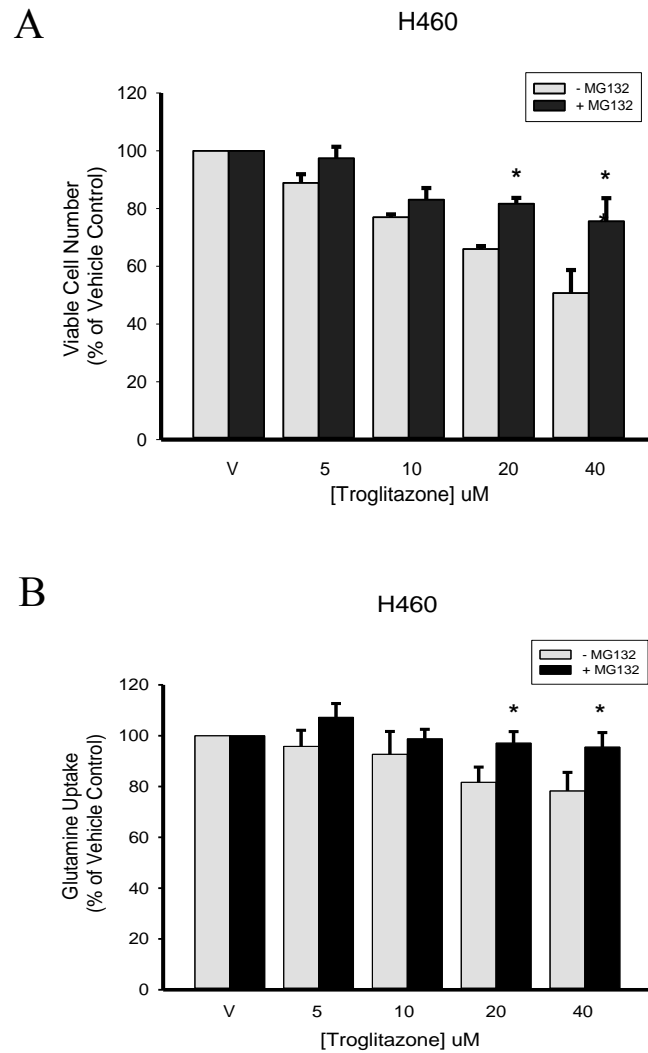 A
H460
- MG132
+ MG132
120
100
80
60
40
20
0
Viable Cell Number
(% of Vehicle Control)
*
*
V
5
10
20
40
[Troglitazone] uM
B
H460
- MG132
+ MG132
120
100
80
60
40
20
0
Glutamine Uptake
(% of Vehicle Control)
*
*
V
5
10
20
40
[Troglitazone] uM